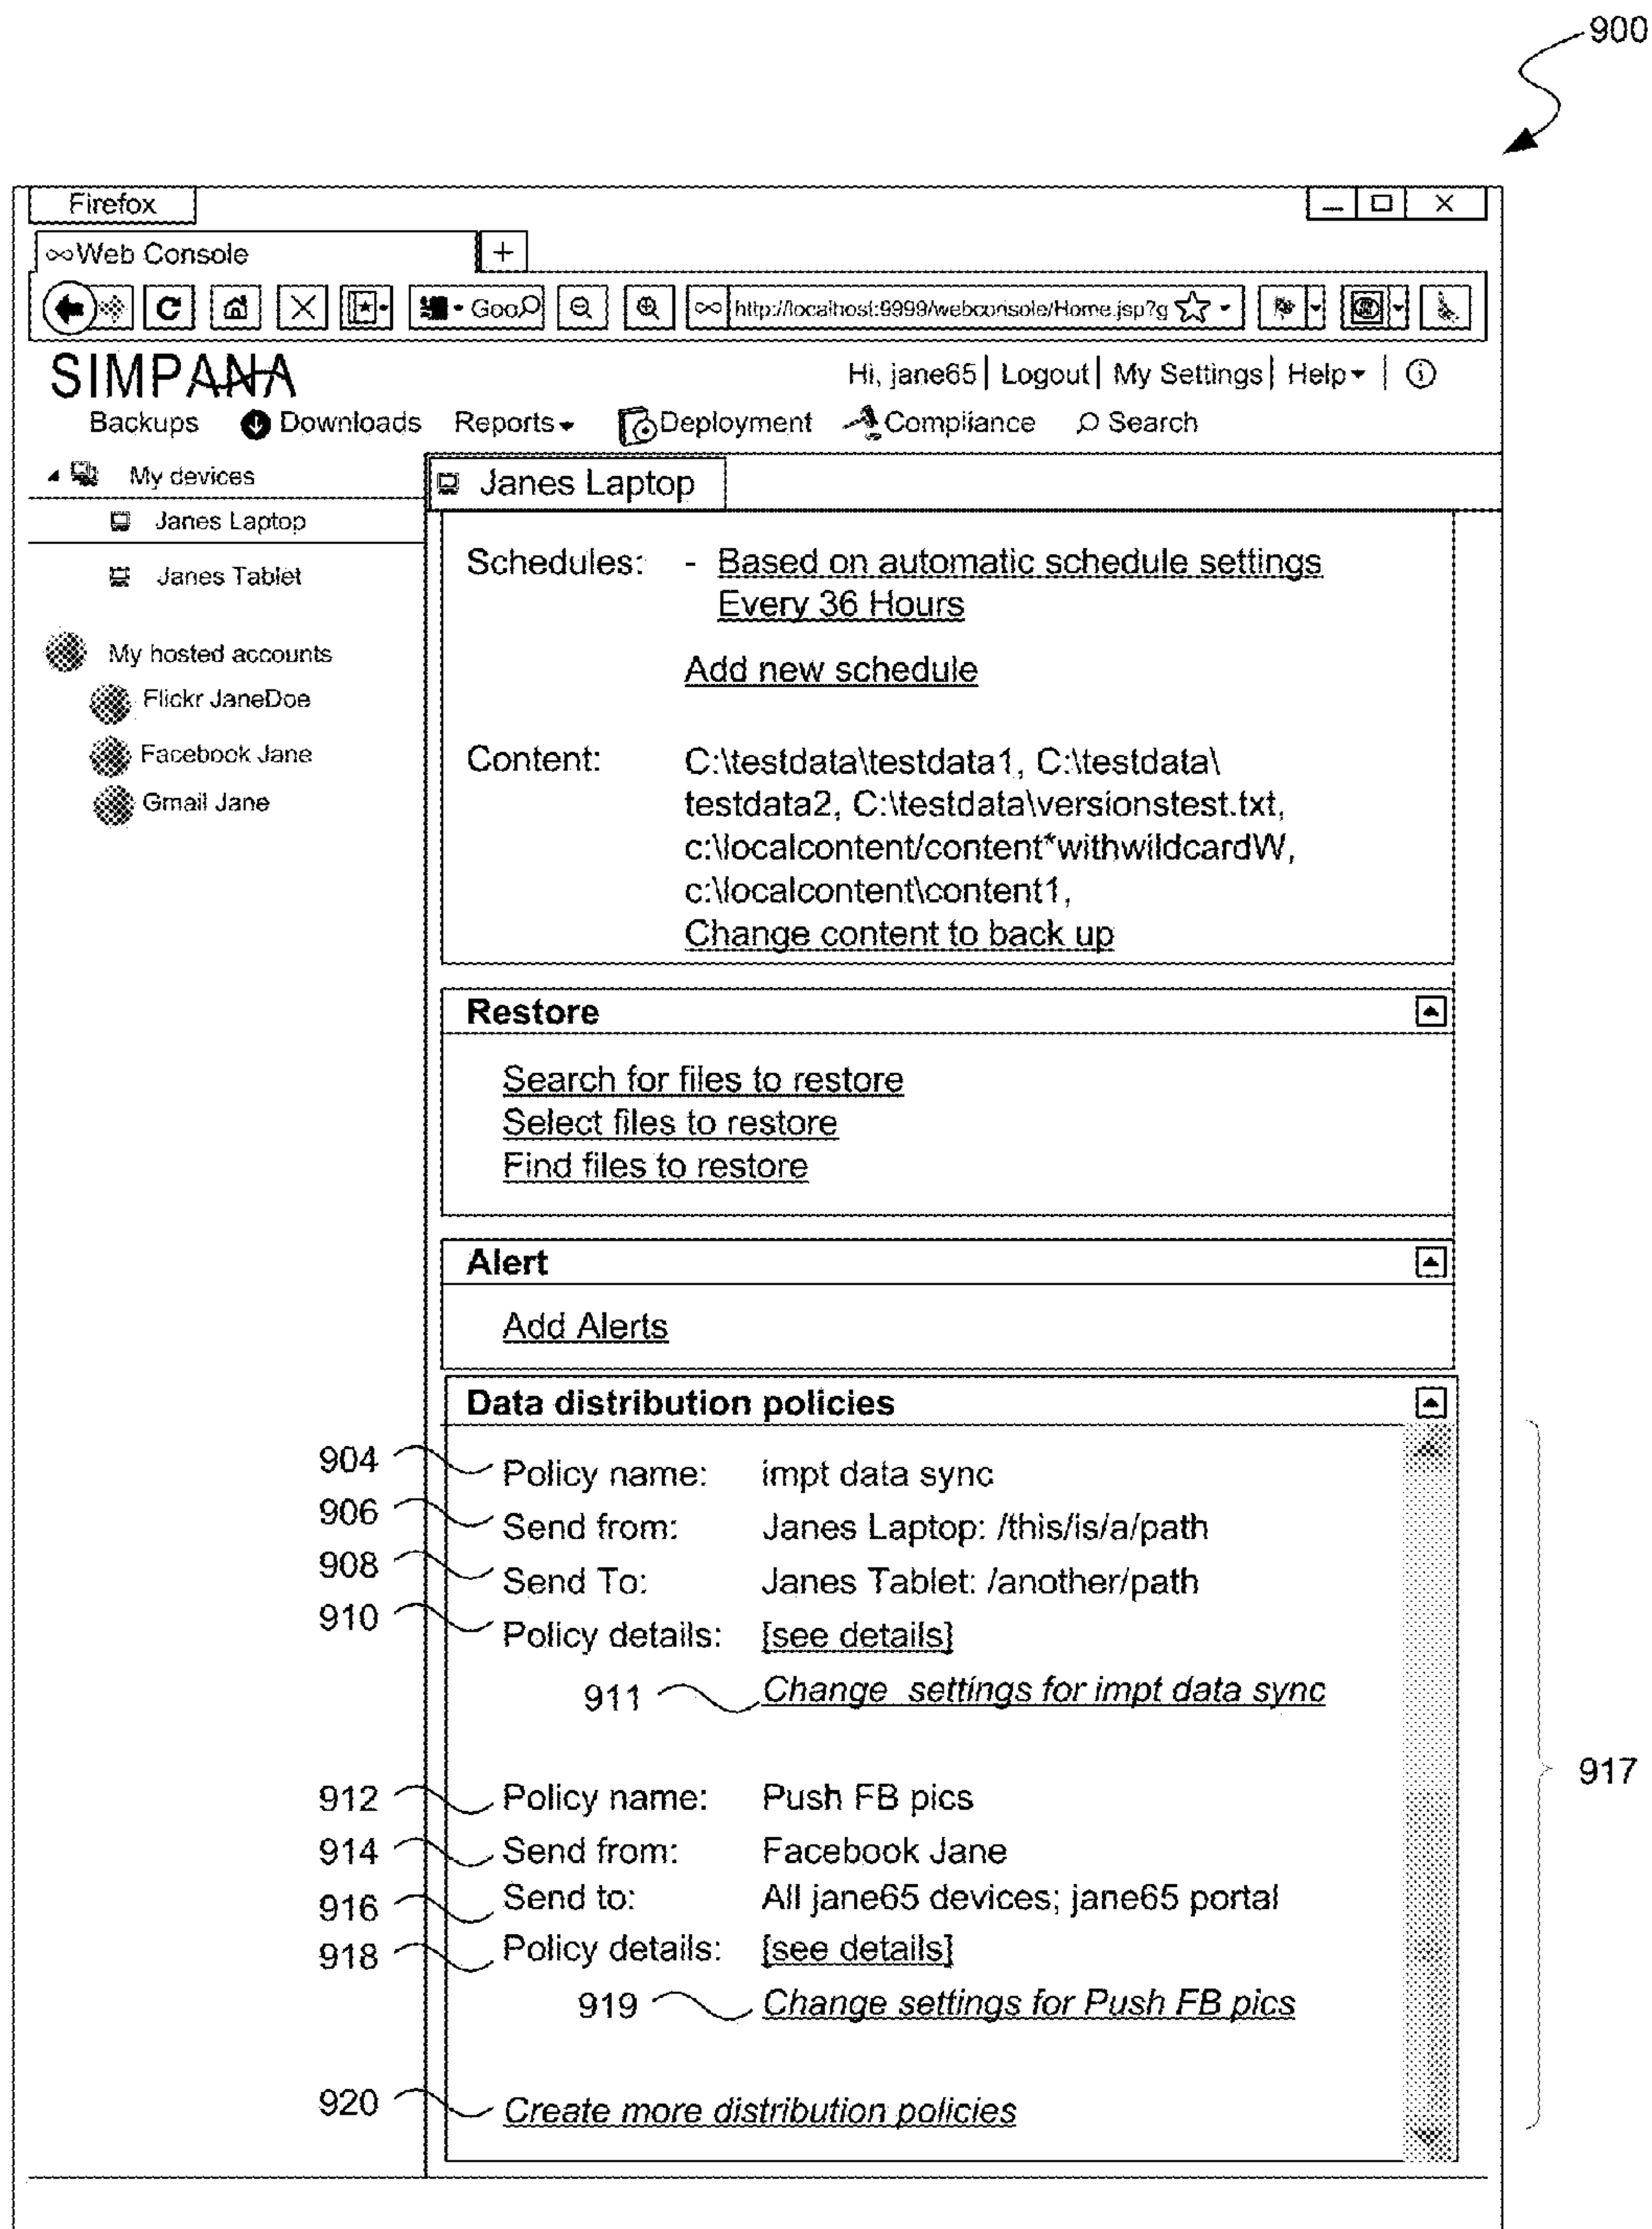 900
Firefox
Web Console +
Goo http://localhost:9999/webconsole/Home.jsp?g
SIMPANA
Hi, jane65| Logout| My Settings| Help |
Backups Downloads Reports Deployment Compliance Search
My devices
Janes Laptop
Janes Tablet
My hosted accounts
Flickr JaneDoe
Facebook Jane
Gmail Jane
Janes Laptop
Schedules: - Based on automatic schedule settings
Every 36 Hours
Add new schedule
Content: C:\testdata\testdata1, C:\testdata\
testdata2, C:\testdata\versionstest.txt,
c:\localcontent/content*withwildcardW,
c:\localcontent\content1,
Change content to back up
Restore
Search for files to restore
Select files to restore
Find files to restore
Alert
Add Alerts
Data distribution policies
904 Policy name: impt data sync
906 Send from: Janes Laptop: /this/is/a/path
908 Send To: Janes Tablet: /another/path
910 Policy details: [see details]
911 Change settings for impt data sync
917
912 Policy name: Push FB pics
914 Send from: Facebook Jane
916 Send to: All jane65 devices; jane65 portal
918 Policy details: [see details]
919 Change settings for Push FB pics
920 Create more distribution policies